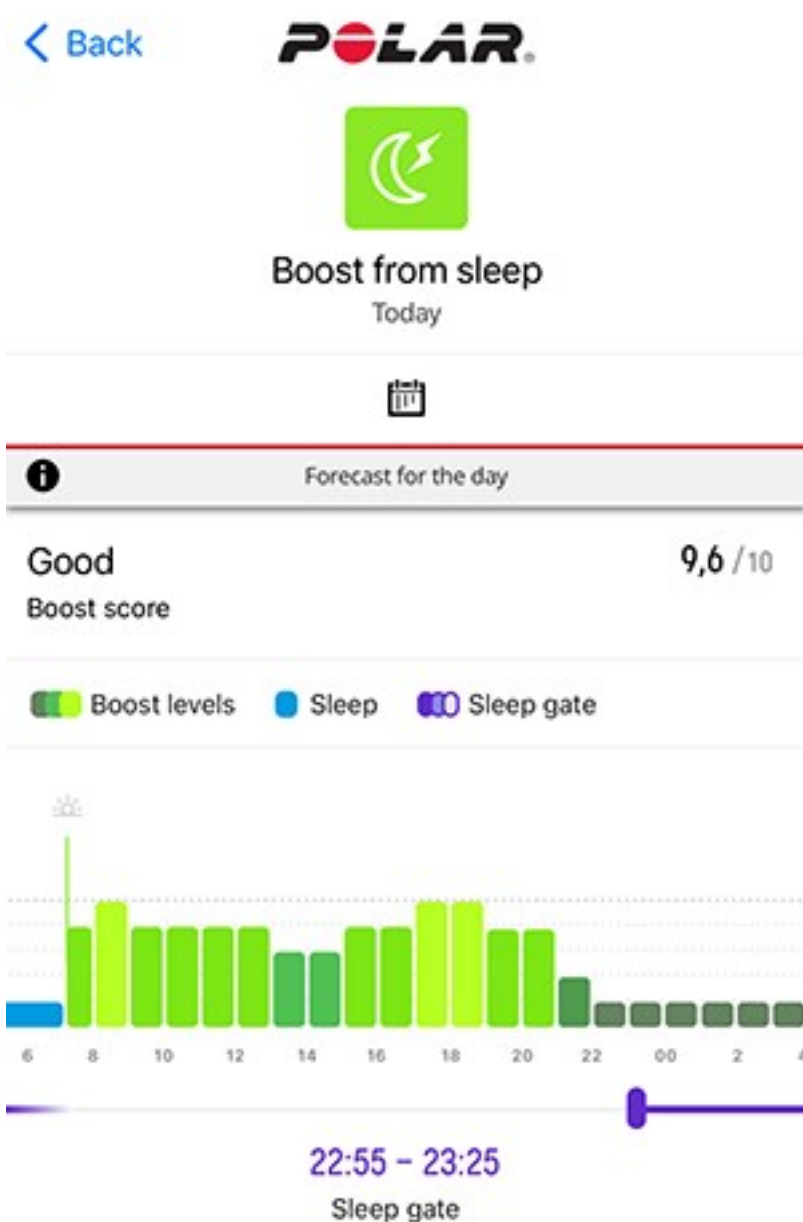 Back
POLAR®
Boost from sleep
Today
Forecast for the day
Good 9,6 /10
Boost score
Boost levels Sleep Sleep gate
6 8 10 12 14 16 18 20 22 00 2 4
22:55 – 23:25
Sleep gate